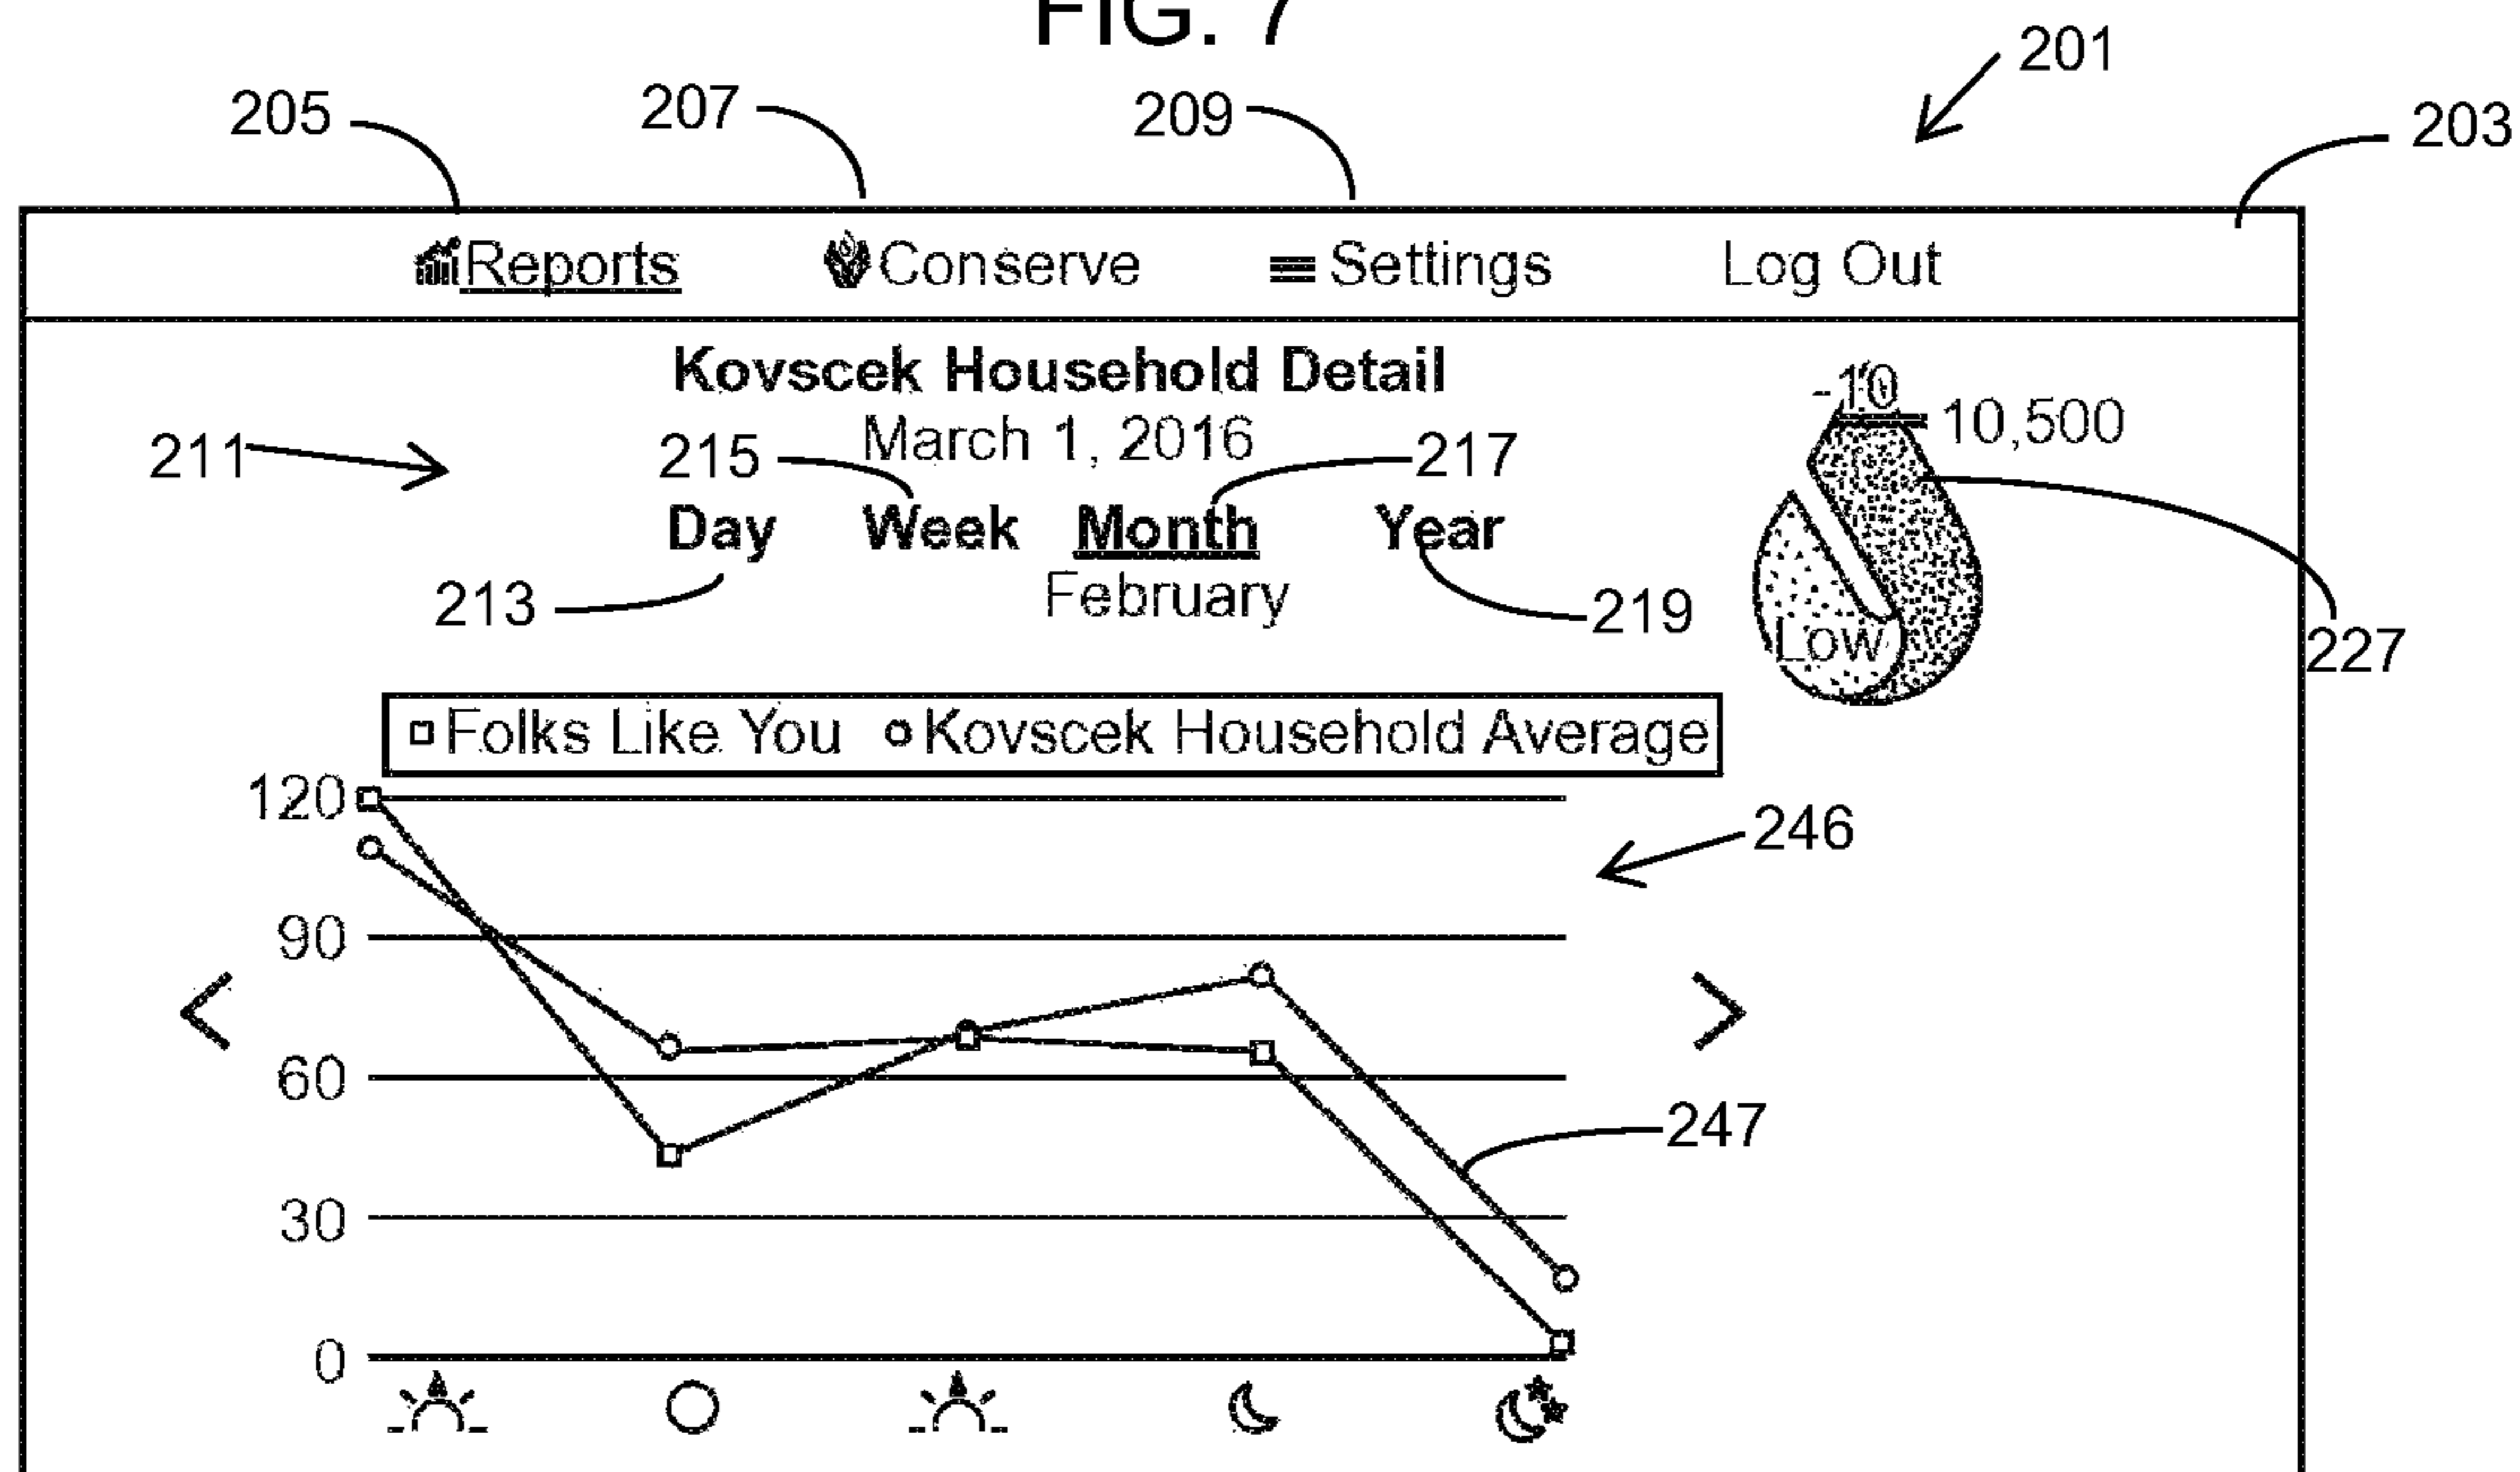 FIG. 7
201
205 207 209 203
Reports Conserve Settings Log Out
Kovscek Household Detail
-10
March 1, 2016
10,500
211 215 217
Day Week Month Year
213 February 219
Low
227
Folks Like You Kovscek Household Average
120
246
90
60
247
30
0